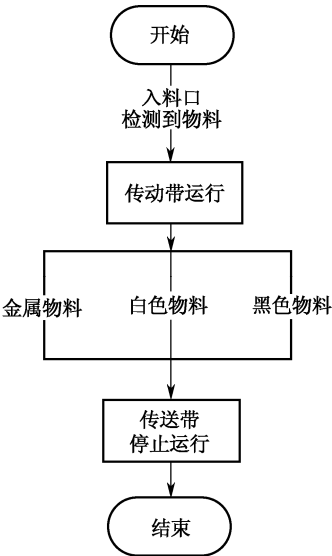 开始
入料口
检测到物料
传动带运行
金属物料
白色物料
黑色物料
传送带
停止运行
结束